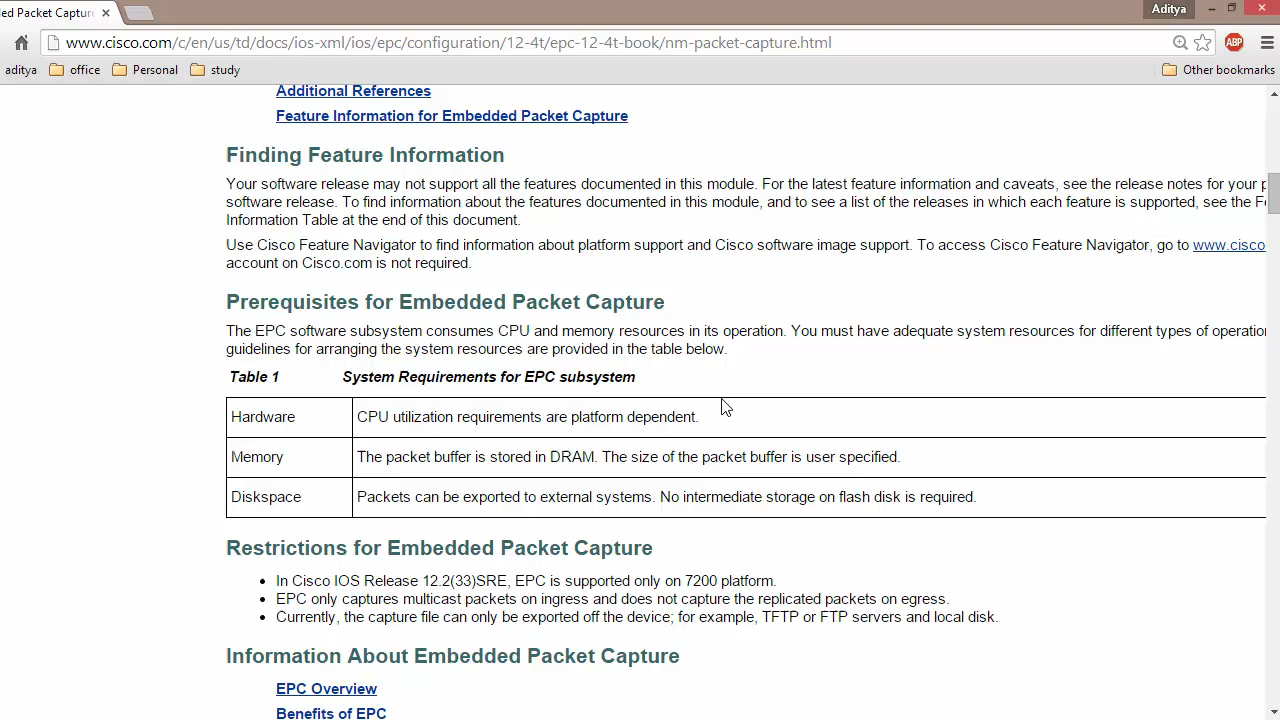 ed Packet Captur
Aditya
www.cisco.com/c/en/us/td/docs/ios-xml/ios/epc/configuration/12-4t/epc-12-4t-book/nm-packet-capture.html
ABP
aditya office Personal study Other bookmarks
Additional References
Feature Information for Embedded Packet Capture
Finding Feature Information
Your software release may not support all the features documented in this module. For the latest feature information and caveats, see the release notes for your p
software release. To find information about the features documented in this module, and to see a list of the releases in which each feature is supported, see the Fe
Information Table at the end of this document.
Use Cisco Feature Navigator to find information about platform support and Cisco software image support. To access Cisco Feature Navigator, go to www.cisco
account on Cisco.com is not required.
Prerequisites for Embedded Packet Capture
The EPC software subsystem consumes CPU and memory resources in its operation. You must have adequate system resources for different types of operatio
guidelines for arranging the system resources are provided in the table below.
Table 1 System Requirements for EPC subsystem
Hardware CPU utilization requirements are platform dependent.
Memory The packet buffer is stored in DRAM. The size of the packet buffer is user specified.
Diskspace Packets can be exported to external systems. No intermediate storage on flash disk is required.
Restrictions for Embedded Packet Capture
• In Cisco IOS Release 12.2(33)SRE, EPC is supported only on 7200 platform.
• EPC only captures multicast packets on ingress and does not capture the replicated packets on egress.
• Currently, the capture file can only be exported off the device; for example, TFTP or FTP servers and local disk.
Information About Embedded Packet Capture
EPC Overview
Benefits of EPC